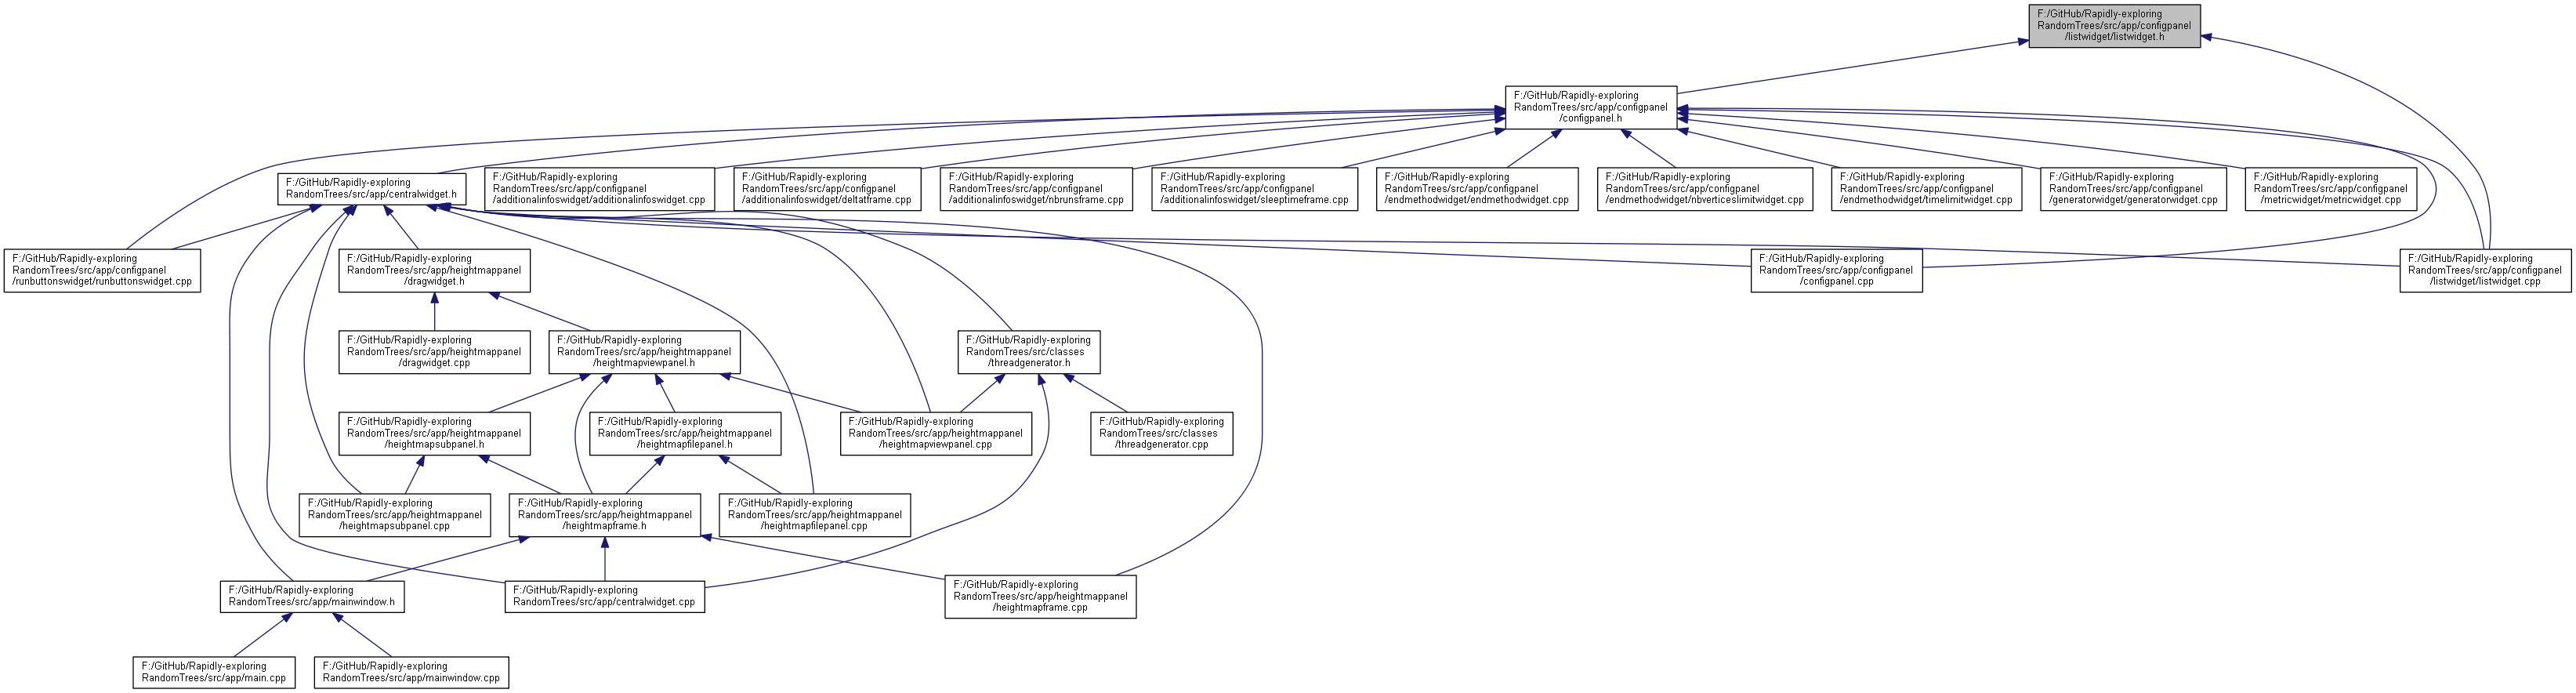 F:/GitHub/Rapidly-exploring
RandomTrees/src/app/configpanel
/listwidget/listwidget.h
F:/GitHub/Rapidly-exploring
RandomTrees/src/app/configpanel
/configpanel.h
F:/GitHub/Rapidly-exploring
RandomTrees/src/app/centralwidget.h
F:/GitHub/Rapidly-exploring
RandomTrees/src/app/configpanel
/additionalinfoswidget/additionalinfoswidget.cpp
F:/GitHub/Rapidly-exploring
RandomTrees/src/app/configpanel
/additionalinfoswidget/deltatframe.cpp
F:/GitHub/Rapidly-exploring
RandomTrees/src/app/configpanel
/additionalinfoswidget/nbrunsframe.cpp
F:/GitHub/Rapidly-exploring
RandomTrees/src/app/configpanel
/additionalinfoswidget/sleeptimeframe.cpp
F:/GitHub/Rapidly-exploring
RandomTrees/src/app/configpanel
/endmethodwidget/endmethodwidget.cpp
F:/GitHub/Rapidly-exploring
RandomTrees/src/app/configpanel
/endmethodwidget/nbverticeslimitwidget.cpp
F:/GitHub/Rapidly-exploring
RandomTrees/src/app/configpanel
/endmethodwidget/timelimitwidget.cpp
F:/GitHub/Rapidly-exploring
RandomTrees/src/app/configpanel
/generatorwidget/generatorwidget.cpp
F:/GitHub/Rapidly-exploring
RandomTrees/src/app/configpanel
/metricwidget/metricwidget.cpp
F:/GitHub/Rapidly-exploring
RandomTrees/src/app/configpanel
/runbuttonswidget/runbuttonswidget.cpp
F:/GitHub/Rapidly-exploring
RandomTrees/src/app/heightmappanel
/dragwidget.h
F:/GitHub/Rapidly-exploring
RandomTrees/src/app/configpanel
/configpanel.cpp
F:/GitHub/Rapidly-exploring
RandomTrees/src/app/configpanel
/listwidget/listwidget.cpp
F:/GitHub/Rapidly-exploring
RandomTrees/src/app/heightmappanel
/dragwidget.cpp
F:/GitHub/Rapidly-exploring
RandomTrees/src/app/heightmappanel
/heightmapviewpanel.h
F:/GitHub/Rapidly-exploring
RandomTrees/src/classes
/threadgenerator.h
F:/GitHub/Rapidly-exploring
RandomTrees/src/app/heightmappanel
/heightmapsubpanel.h
F:/GitHub/Rapidly-exploring
RandomTrees/src/app/heightmappanel
/heightmapfilepanel.h
F:/GitHub/Rapidly-exploring
RandomTrees/src/app/heightmappanel
/heightmapviewpanel.cpp
F:/GitHub/Rapidly-exploring
RandomTrees/src/classes
/threadgenerator.cpp
F:/GitHub/Rapidly-exploring
RandomTrees/src/app/heightmappanel
/heightmapsubpanel.cpp
F:/GitHub/Rapidly-exploring
RandomTrees/src/app/heightmappanel
/heightmapframe.h
F:/GitHub/Rapidly-exploring
RandomTrees/src/app/heightmappanel
/heightmapfilepanel.cpp
F:/GitHub/Rapidly-exploring
RandomTrees/src/app/mainwindow.h
F:/GitHub/Rapidly-exploring
RandomTrees/src/app/centralwidget.cpp
F:/GitHub/Rapidly-exploring
RandomTrees/src/app/heightmappanel
/heightmapframe.cpp
F:/GitHub/Rapidly-exploring
RandomTrees/src/app/main.cpp
F:/GitHub/Rapidly-exploring
RandomTrees/src/app/mainwindow.cpp